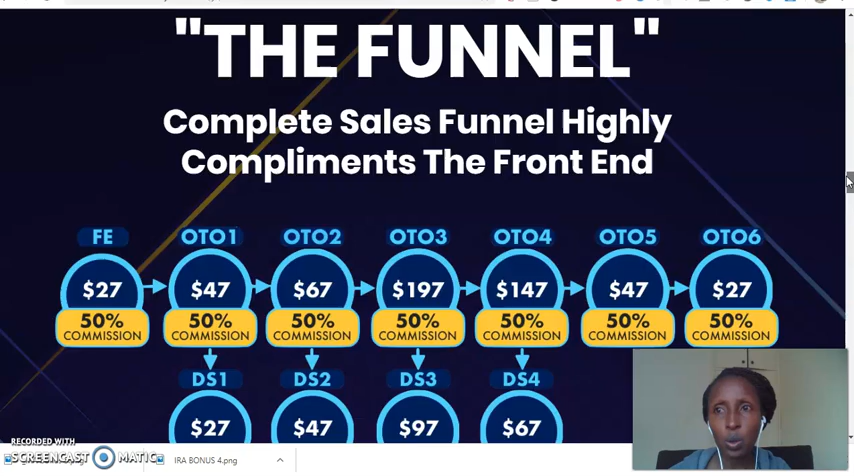 "THE FUNNEL"
Complete Sales Funnel Highly
Compliments The Front End
FE OTO1 OTO2 OTO3 OTO4 OTO5 OTO6
$27 $47 $67 $197 $147 $47 $27
50% 50% 50% 50% 50% 50% 50%
COMMISSION COMMISSION COMMISSION COMMISSION COMMISSION COMMISSION COMMISSION
DS1 DS2 DS3 DS4
$27 $47 $97 $67
RECORDED WITH
SCREENCAST MATIC
IRA BONUS 4.png